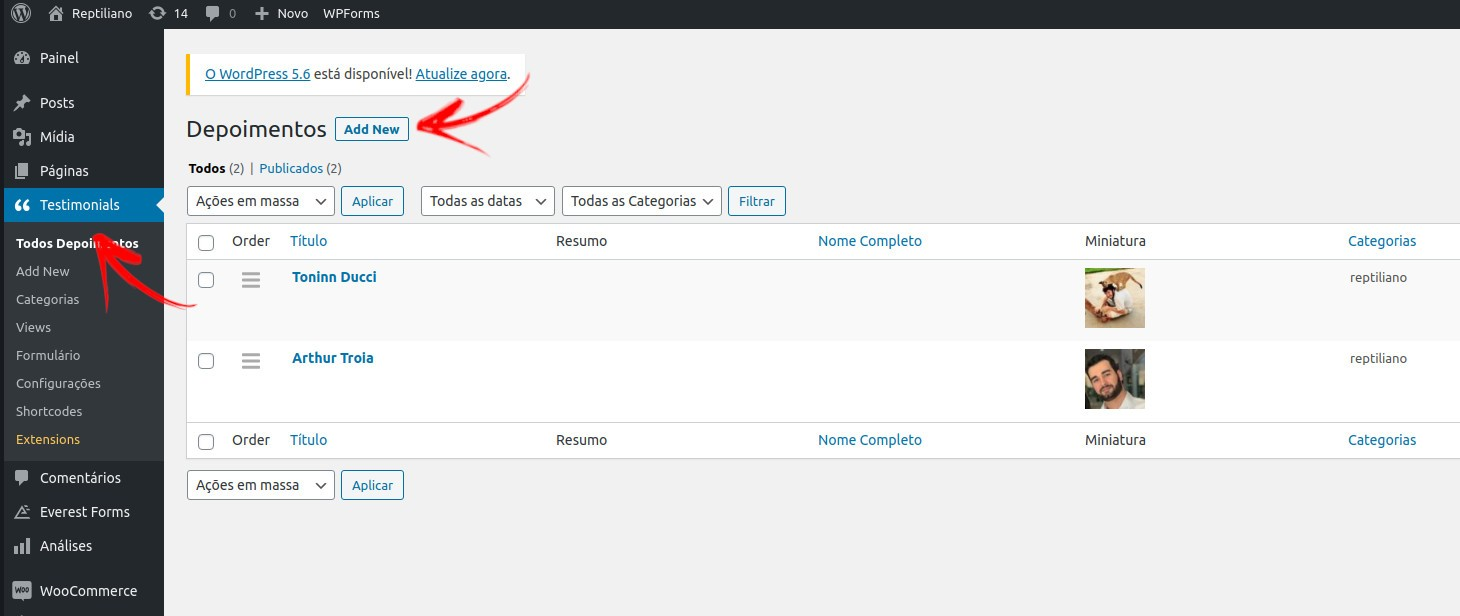 Reptiliano 14 0 Novo WPForms
Painel
Posts
Mídia
Páginas
Testimonials
Todos Depoimentos
Add New
Categorias
Views
Formulário
Configurações
Shortcodes
Extensions
Comentários
Everest Forms
Análises
WooCommerce
O WordPress 5.6 está disponível! Atualize agora.
Depoimentos Add New
Todos (2) | Publicados (2)
Ações em massa Aplicar Todas as datas Todas as Categorias Filtrar
Order Título Resumo Nome Completo Miniatura Categorias
Toninn Ducci reptiliano
Arthur Troia reptiliano
Order Título Resumo Nome Completo Miniatura Categorias
Ações em massa Aplicar